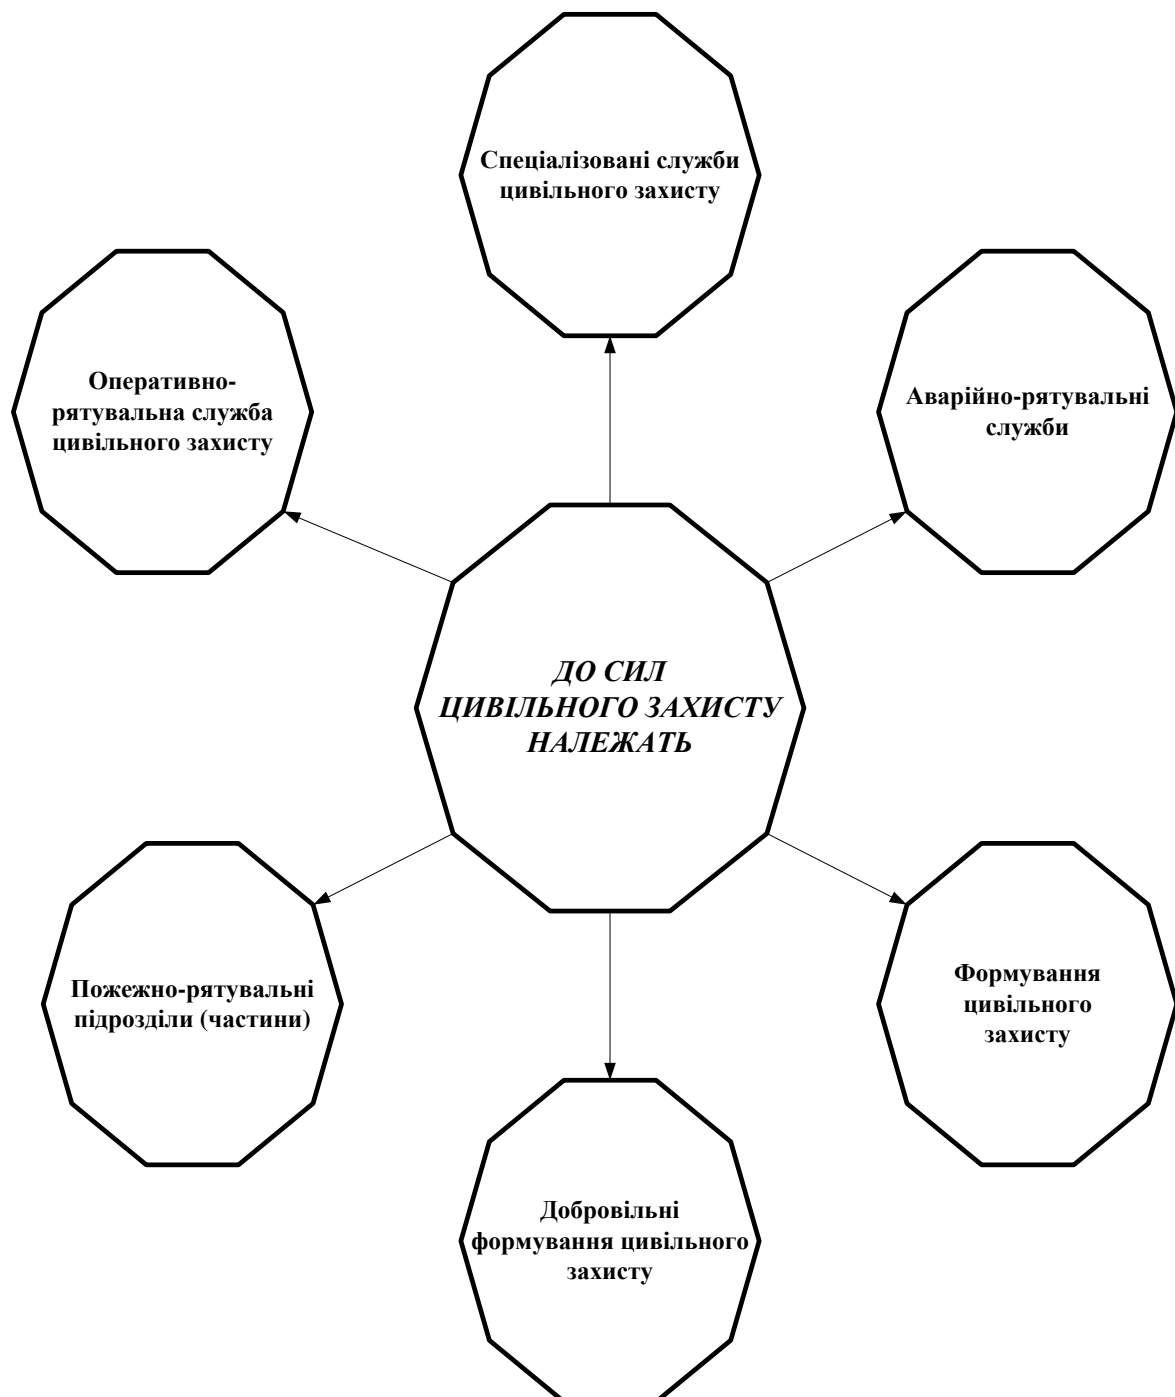 Спеціалізовані служби
цивільного захисту
Оперативно-
рятувальна служба
цивільного захисту
Аварійно-рятувальні
служби
ДО СИЛ
ЦИВІЛЬНОГО ЗАХИСТУ
НАЛЕЖАТЬ
Пожежно-рятувальні
підрозділи (частини)
Формування
цивільного
захисту
Добровільні
формування цивільного
захисту